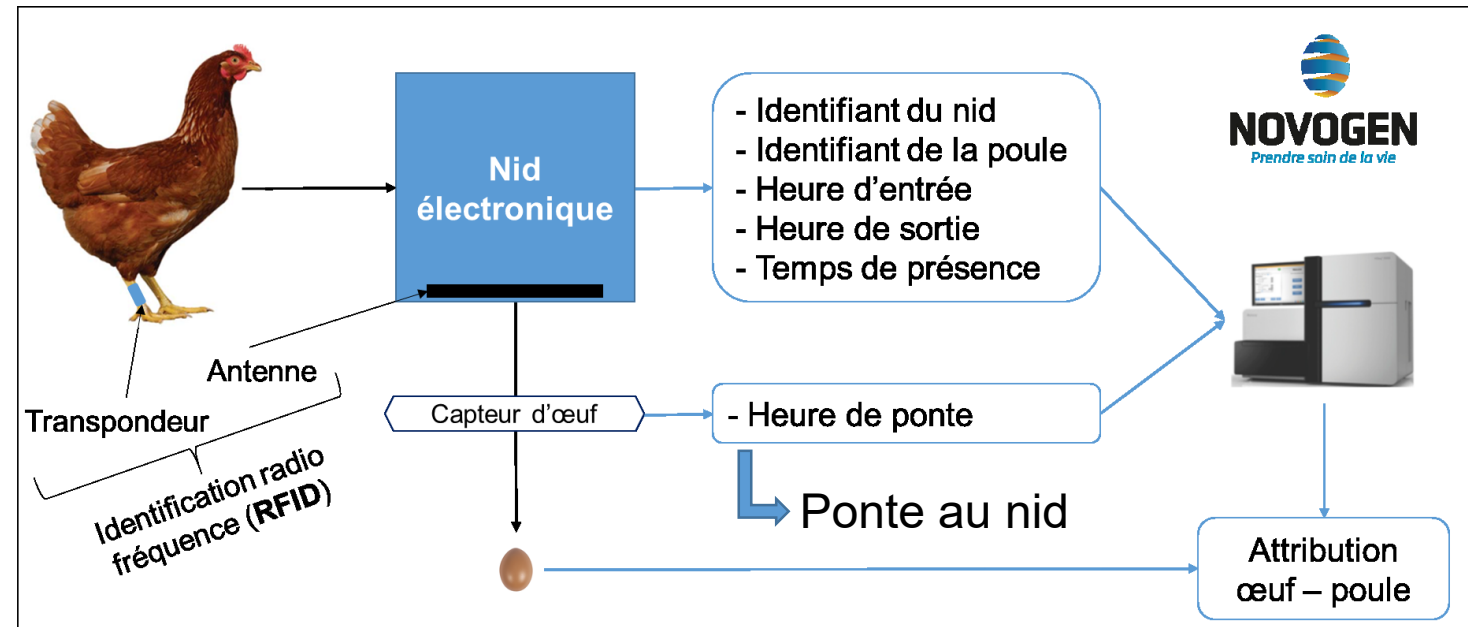 NOVOGEN
Prendre soin de la vie
Nid
électronique
- Identifiant du nid
- Identifiant de la poule
- Heure d'entrée
- Heure de sortie
- Temps de présence
Antenne
Transpondeur
Identification radio
fréquence (RFID)
Capteur d'œuf
- Heure de ponte
Ponte au nid
Attribution
œuf – poule